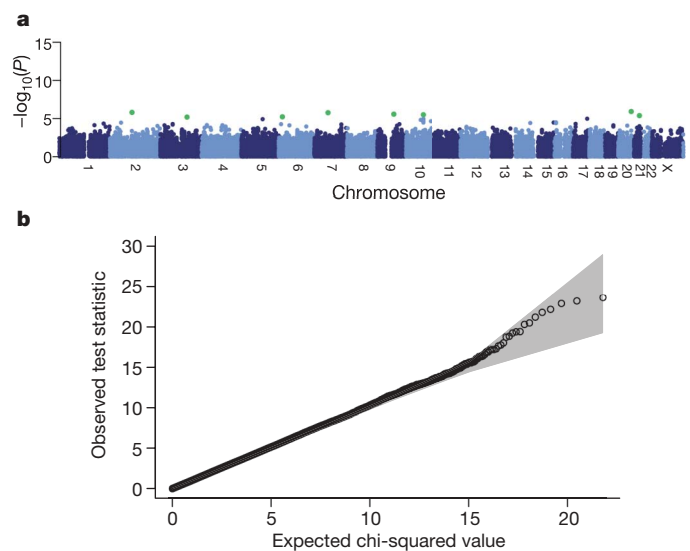 a
15
10
5
0
−log10(P)
1 2 3 4 5 6 7 8 9 10 11 12 13 14 15 16 17 18 19 20 21 22 X
Chromosome
b
30
25
20
15
10
5
0
Observed test statistic
0 5 10 15 20
Expected chi-squared value